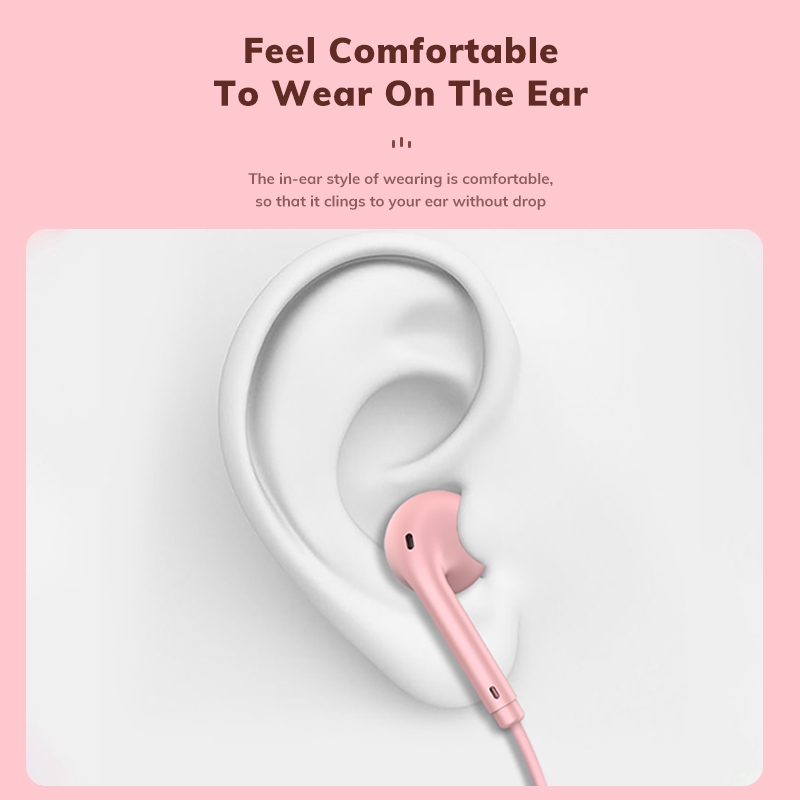 Feel Comfortable
To Wear On The Ear
The in-ear style of wearing is comfortable,
so that it clings to your ear without drop